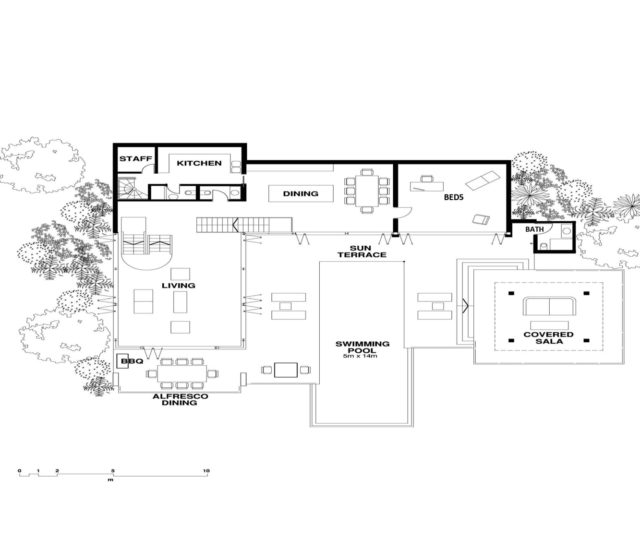 STAFF
KITCHEN
DINING
BED5
BATH
SUN
TERRACE
LIVING
COVERED
SALA
SWIMMING
POOL
5m x 14m
BBQ
ALFRESCO
DINING
0 1 2 5 10
m